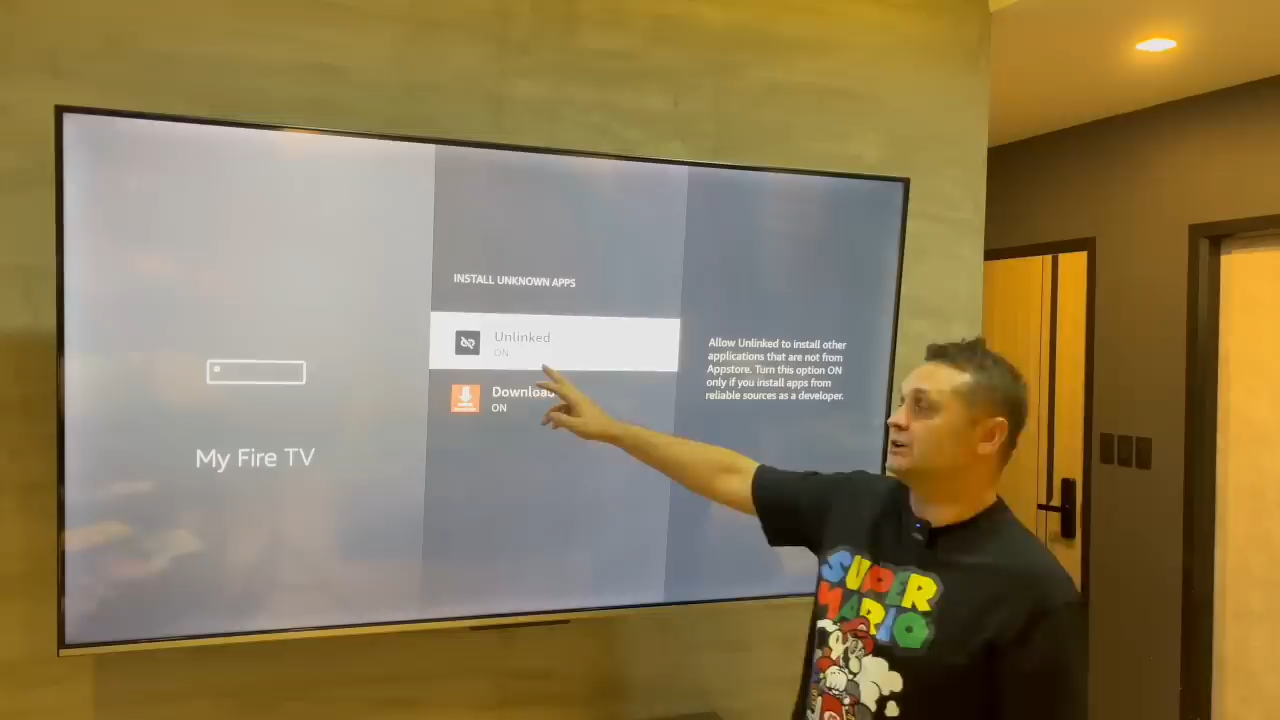 INSTALL UNKNOWN APPS
Unlinked
ON
ON
Allow Unlinked to install other
applications that are not from
Appstore. Turn this option ON
only if you install apps from
reliable sources as a developer.
My Fire TV
SUPER
MARIO